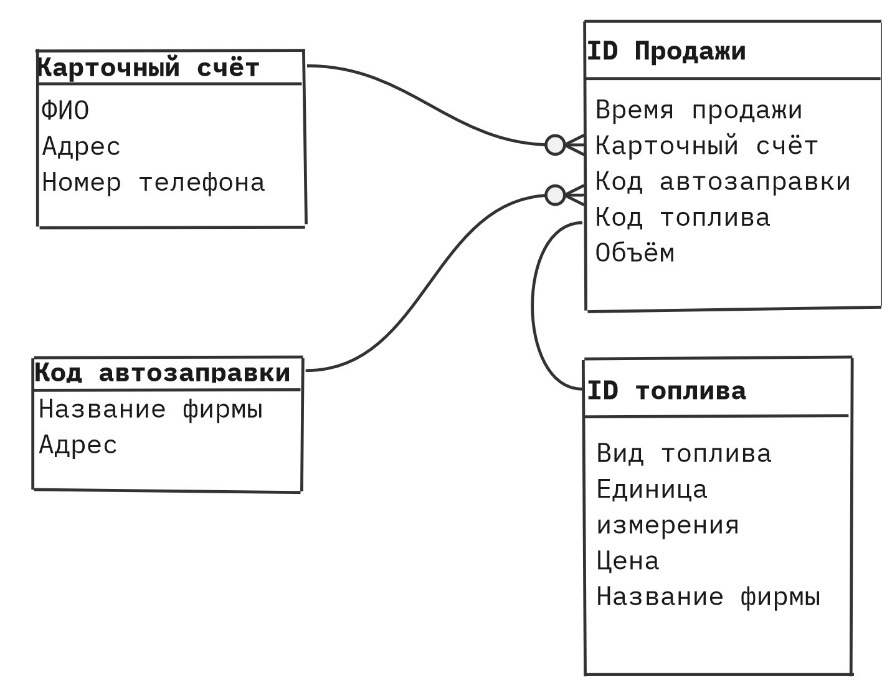 Карточный счёт
ФИО
Адрес
Номер телефона
ID Продажи
Время продажи
Карточный счёт
Код автозаправки
Код топлива
Объём
Код автозаправки
Название фирмы
Адрес
ID топлива
Вид топлива
Единица
измерения
Цена
Название фирмы